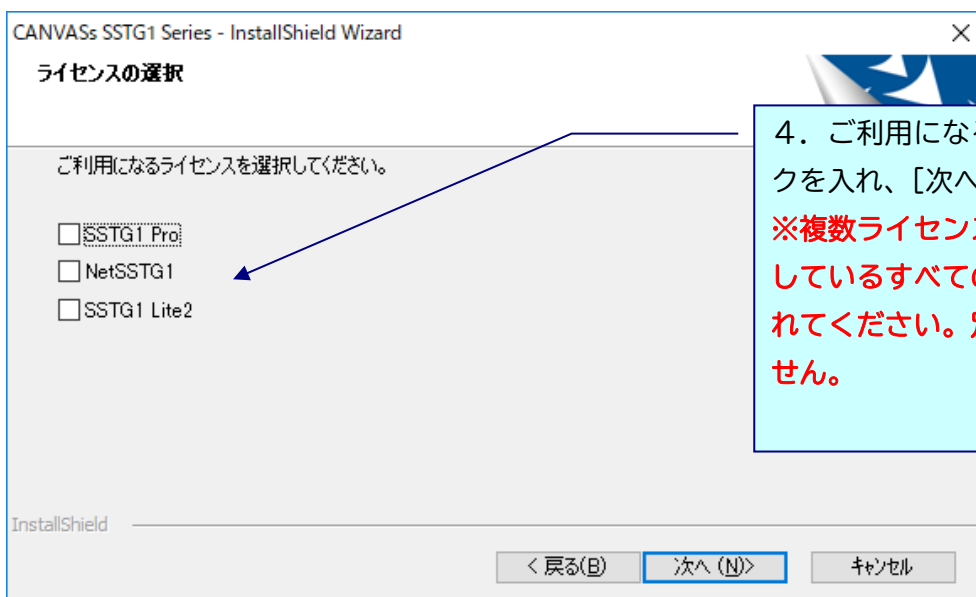 CANVASs SSTG1 Series - InstallShield Wizard
ライセンスの選択
ご利用になるライセンスを選択してください。
SSTG1 Pro
NetSSTG1
SSTG1 Lite2
4．ご利用になる
クを入れ、[次へ
※複数ライセンス
しているすべての
れてください。
せん。
InstallShield
< 戻る(B)
次へ (N)>
キャンセル